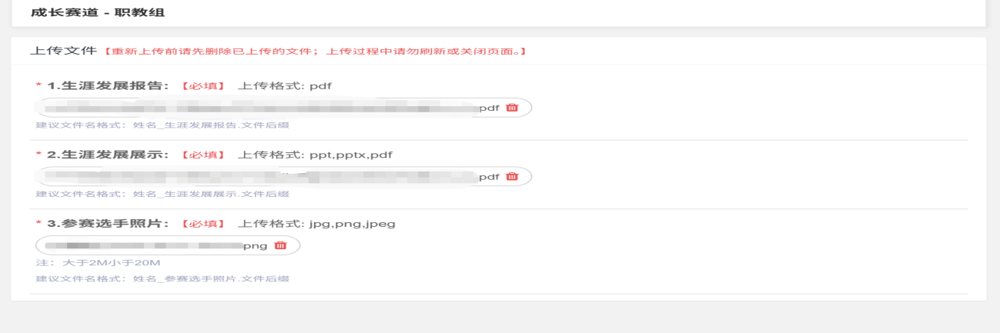 成长赛道 - 职教组
上传文件【重新上传前请先删除已上传的文件；上传过程中请勿刷新或关闭页面。】
* 1.生涯发展报告: 【必填】 上传格式: pdf
pdf
建议文件名格式：姓名_生涯发展报告.文件后缀
* 2.生涯发展展示: 【必填】 上传格式: ppt,pptx,pdf
pdf
建议文件名格式：姓名_生涯发展展示.文件后缀
* 3.参赛选手照片: 【必填】 上传格式: jpg,png,jpeg
png
注：大于2M小于20M
建议文件名格式：姓名_参赛选手照片.文件后缀